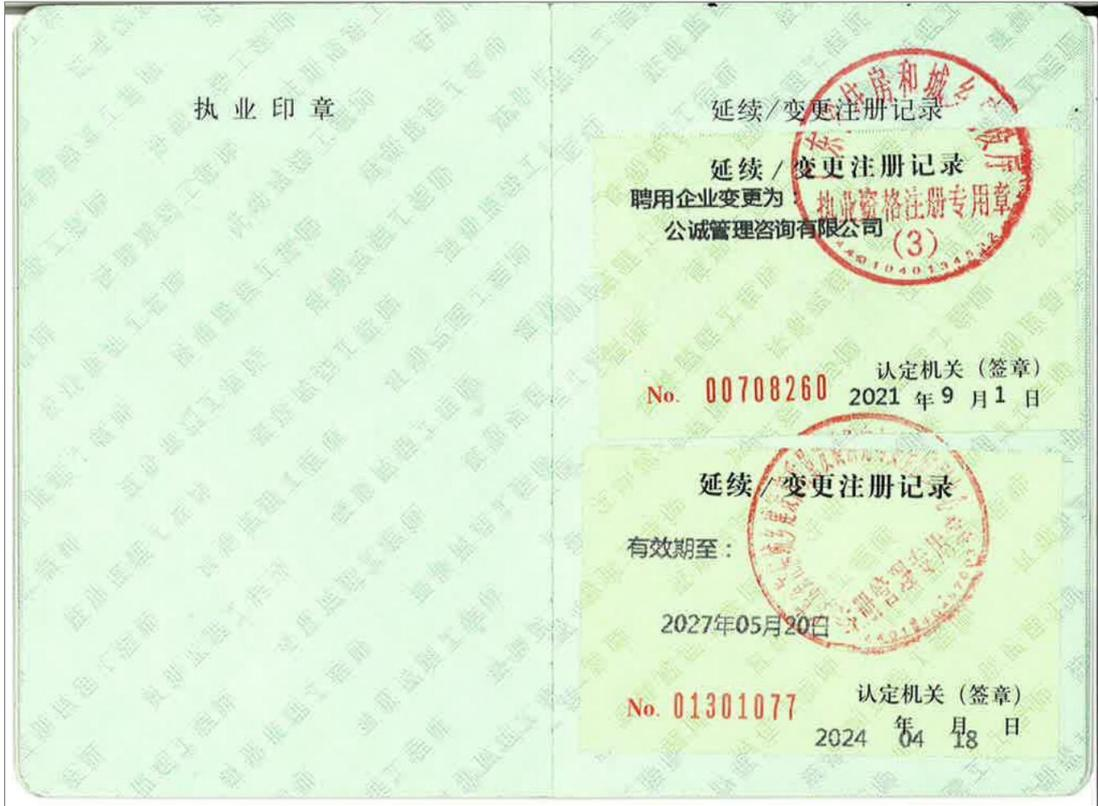 执业印章
延续/变更注册记录
延续/变更注册记录
聘用企业变更为：
公诚管理咨询有限公司
执业资格注册专用章
(3)
No. 00708260
认定机关（签章）
2021年9月1日
延续/变更注册记录
有效期至：
2027年05月20日
No. 01301077
认定机关（签章）
年 月 日
2024 04 18